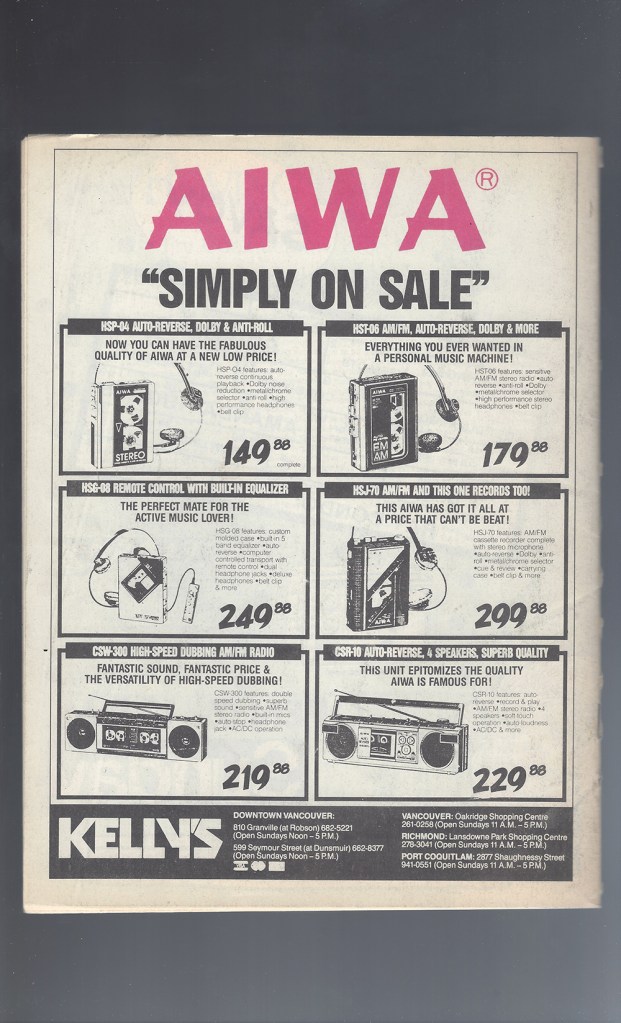 AIWA®
"SIMPLY ON SALE"
HSP-04 AUTO-REVERSE, DOLBY & ANTI-ROLL
NOW YOU CAN HAVE THE FABULOUS
QUALITY OF AIWA AT A NEW LOW PRICE!
HSP-O4 features: auto-
reverse continuous
playback •Dolby noise
reduction •metal/chrome
selector •anti-roll •high
performance headphones
•belt clip
AIWA
STEREO
149 88
complete
HST-06 AM/FM, AUTO-REVERSE, DOLBY & MORE
EVERYTHING YOU EVER WANTED IN
A PERSONAL MUSIC MACHINE!
HST-06 features: sensitive
AM/FM stereo radio •auto-
reverse •anti-roll •Dolby
•metal/chrome selector
•high performance stereo
headphones •belt clip
AIWA
FM
AM
179 88
HSG-08 REMOTE CONTROL WITH BUILT-IN EQUALIZER
THE PERFECT MATE FOR THE
ACTIVE MUSIC LOVER!
HSG-08 features: custom
molded case •built-in 5
band equalizer •auto-
reverse •computer
controlled transport with
remote control •dual
headphone jacks •deluxe
headphones •belt clip
& more
249 88
HSJ-70 AM/FM AND THIS ONE RECORDS TOO!
THIS AIWA HAS GOT IT ALL AT
A PRICE THAT CAN'T BE BEAT!
HSJ-70 features: AM/FM
cassette recorder complete
with stereo microphone
•auto-reverse •Dolby •anti-
roll •metal/chrome selector
•cue & review •carrying
case •belt clip & more
299 88
CSW-300 HIGH-SPEED DUBBING AM/FM RADIO
FANTASTIC SOUND, FANTASTIC PRICE &
THE VERSATILITY OF HIGH-SPEED DUBBING!
CSW-300 features: double
speed dubbing •superb
sound •sensitive AM/FM
stereo radio •built-in mics
•auto stop •headphone
jack •AC/DC operation
219 88
CSR-10 AUTO-REVERSE, 4 SPEAKERS, SUPERB QUALITY
THIS UNIT EPITOMIZES THE QUALITY
AIWA IS FAMOUS FOR!
CSR-10 features: auto-
reverse •record & play
•AM/FM stereo radio •4
speakers •soft touch
operation •auto loudness
•AC/DC & more
229 88
KELLY'S
DOWNTOWN VANCOUVER:
810 Granville (at Robson) 682-5221
(Open Sundays Noon – 5 P.M.)
599 Seymour Street (at Dunsmuir) 662-8377
(Open Sundays Noon – 5 P.M.)
VANCOUVER: Oakridge Shopping Centre
261-0258 (Open Sundays 11 A.M. – 5 P.M.)
RICHMOND: Lansdowne Park Shopping Centre
278-3041 (Open Sundays 11 A.M. – 5 P.M.)
PORT COQUITLAM: 2877 Shaughnessy Street
941-0551 (Open Sundays 11 A.M. – 5 P.M.)